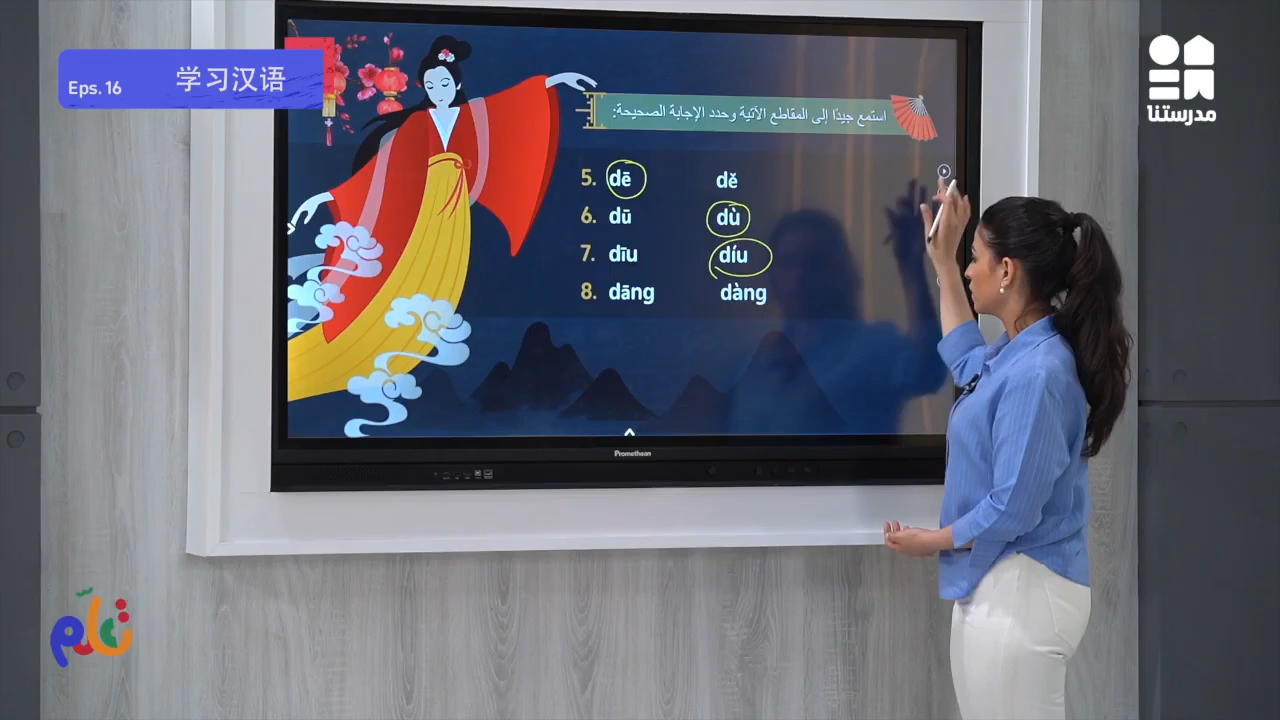 Eps. 16 学习汉语
مدرستنا
استمع جيدًا إلى المقاطع الآتية وحدد الإجابة الصحيحة:
5. dē dě
6. dū dù
7. dīu díu
8. dāng dàng
Promethean
تعلّم